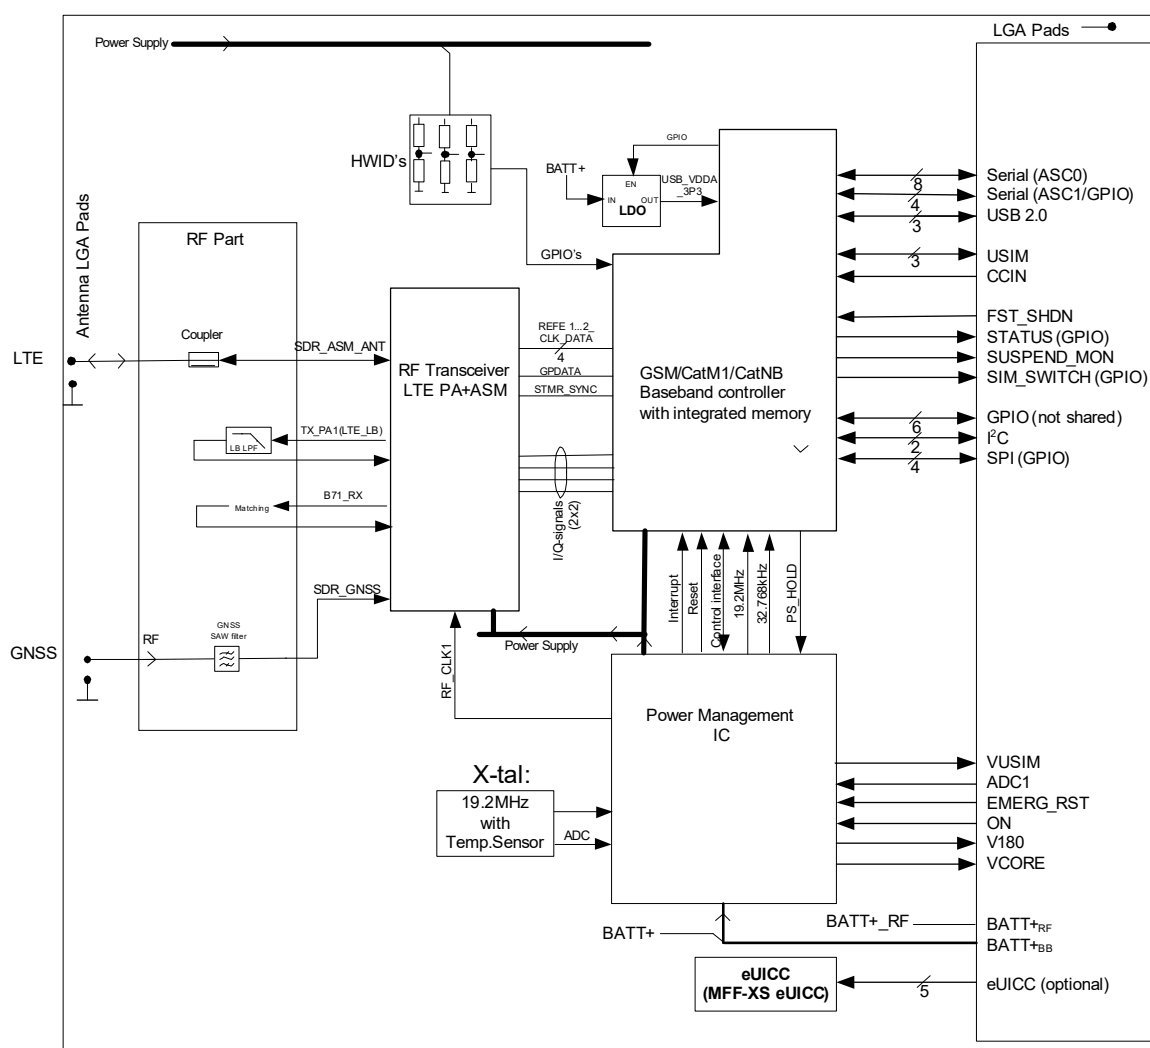 LGA Pads
Power Supply
HWID's
GPIO
BATT+
EN
IN
OUT
LDO
USB_VDDA
_3P3
GPIO's
Antenna LGA Pads
RF Part
Coupler
LTE
SDR_ASM_ANT
RF Transceiver
LTE PA+ASM
REFE 1...2_
CLK_DATA
4
GPDATA
STMR_SYNC
GSM/CatM1/CatNB
Baseband controller
with integrated memory
TX_PA1(LTE_LB)
LB LPF
B71_RX
Matching
I/Q-signals
(2x2)
SDR_GNSS
GNSS
SAW filter
RF
GNSS
8
Serial (ASC0)
4
Serial (ASC1/GPIO)
3
USB 2.0
3
USIM
CCIN
FST_SHDN
STATUS (GPIO)
SUSPEND_MON
SIM_SWITCH (GPIO)
6
GPIO (not shared)
2
I²C
4
SPI (GPIO)
Interrupt
Reset
Control interface
19.2MHz
32.768kHz
PS_HOLD
Power Supply
RF_CLK1
Power Management
IC
X-tal:
19.2MHz
with
Temp.Sensor
ADC
VUSIM
ADC1
EMERG_RST
ON
V180
VCORE
BATT+
BATT+_RF
BATT+RF
BATT+BB
eUICC
(MFF-XS eUICC)
5
eUICC (optional)